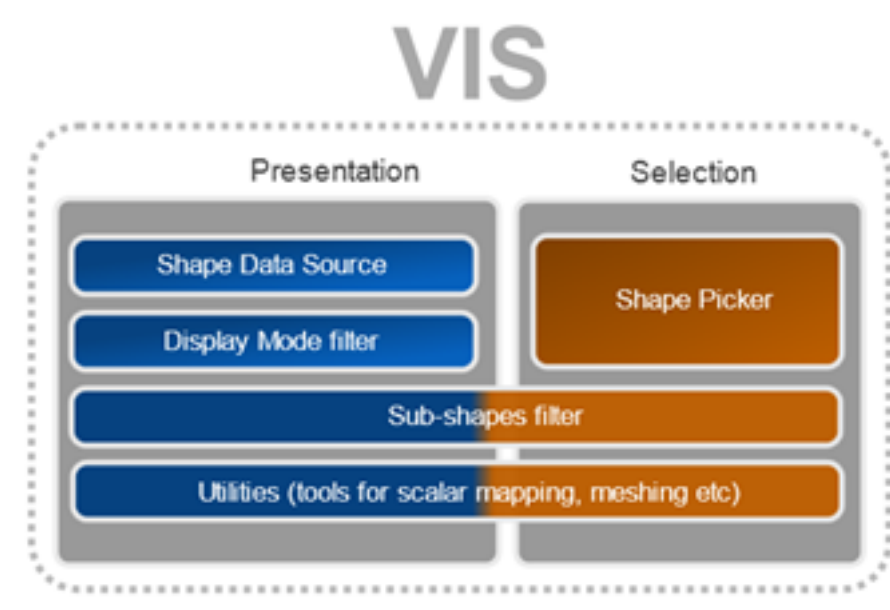 VIS
Presentation
Selection
Shape Data Source
Shape Picker
Display Mode filter
Sub-shapes filter
Utilities (tools for scalar mapping, meshing etc)